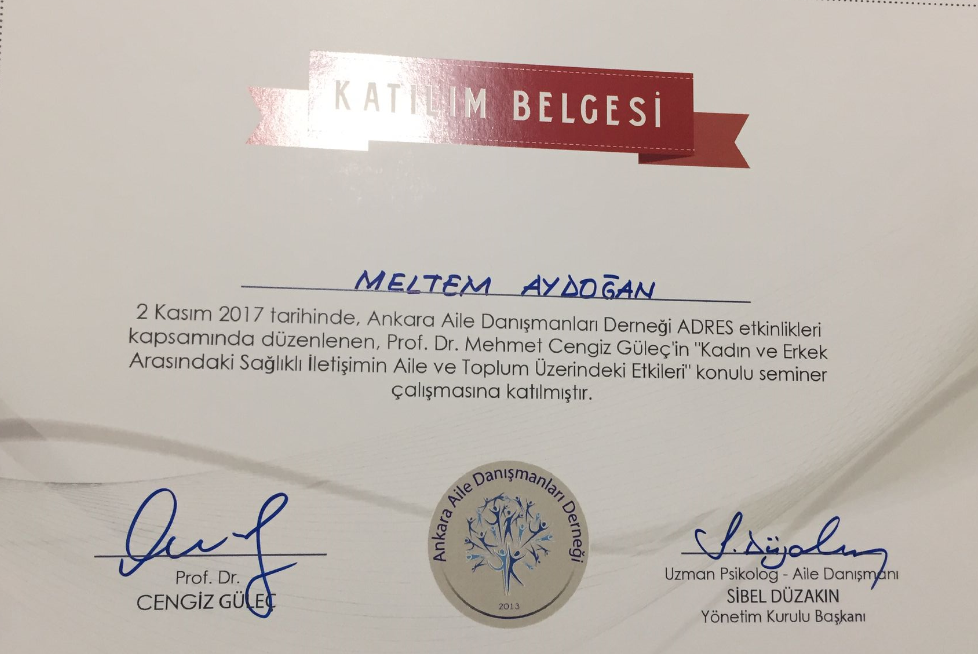 KATILIM BELGESİ
MELTEM AYDOĞAN
2 Kasım 2017 tarihinde, Ankara Aile Danışmanları Derneği ADRES etkinlikleri
kapsamında düzenlenen, Prof. Dr. Mehmet Cengiz Güleç'in "Kadın ve Erkek
Arasındaki Sağlıklı İletişimin Aile ve Toplum Üzerindeki Etkileri" konulu seminer
çalışmasına katılmıştır.
Ankara Aile Danışmanları Derneği
2013
Prof. Dr.
CENGİZ GÜLEÇ
Uzman Psikolog - Aile Danışmanı
SİBEL DÜZAKIN
Yönetim Kurulu Başkanı